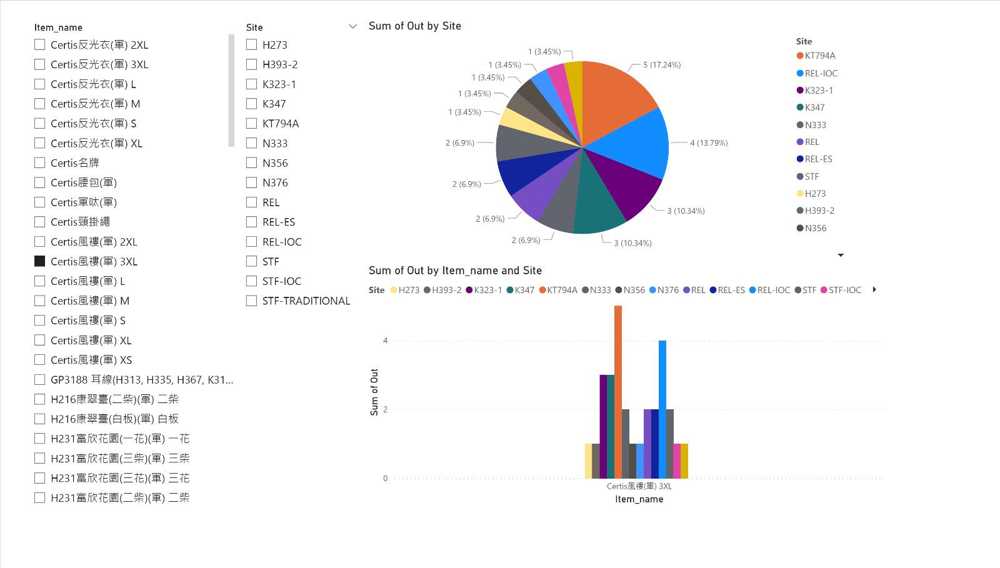 Item_name
Certis反光衣(軍) 2XL
Certis反光衣(軍) 3XL
Certis反光衣(軍) L
Certis反光衣(軍) M
Certis反光衣(軍) S
Certis反光衣(軍) XL
Certis名牌
Certis腰包(軍)
Certis軍呔(軍)
Certis頸掛繩
Certis風褸(軍) 2XL
Certis風褸(軍) 3XL
Certis風褸(軍) L
Certis風褸(軍) M
Certis風褸(軍) S
Certis風褸(軍) XL
Certis風褸(軍) XS
GP3188 耳線(H313, H335, H367, K31...
H216康翠臺(二柴)(軍) 二柴
H216康翠臺(白板)(軍) 白板
H231富欣花園(一花)(軍) 一花
H231富欣花園(三柴)(軍) 三柴
H231富欣花園(三花)(軍) 三花
H231富欣花園(二柴)(軍) 二柴
Site
H273
H393-2
K323-1
K347
KT794A
N333
N356
N376
REL
REL-ES
REL-IOC
STF
STF-IOC
STF-TRADITIONAL
Sum of Out by Site
5 (17.24%)
4 (13.79%)
3 (10.34%)
3 (10.34%)
2 (6.9%)
2 (6.9%)
2 (6.9%)
2 (6.9%)
1 (3.45%)
1 (3.45%)
1 (3.45%)
1 (3.45%)
1 (3.45%)
Site
KT794A
REL-IOC
K323-1
K347
N333
REL
REL-ES
STF
H273
H393-2
N356
Sum of Out by Item_name and Site
Site H273 H393-2 K323-1 K347 KT794A N333 N356 N376 REL REL-ES REL-IOC STF STF-IOC
Sum of Out
4
2
0
Certis風褸(軍) 3XL
Item_name